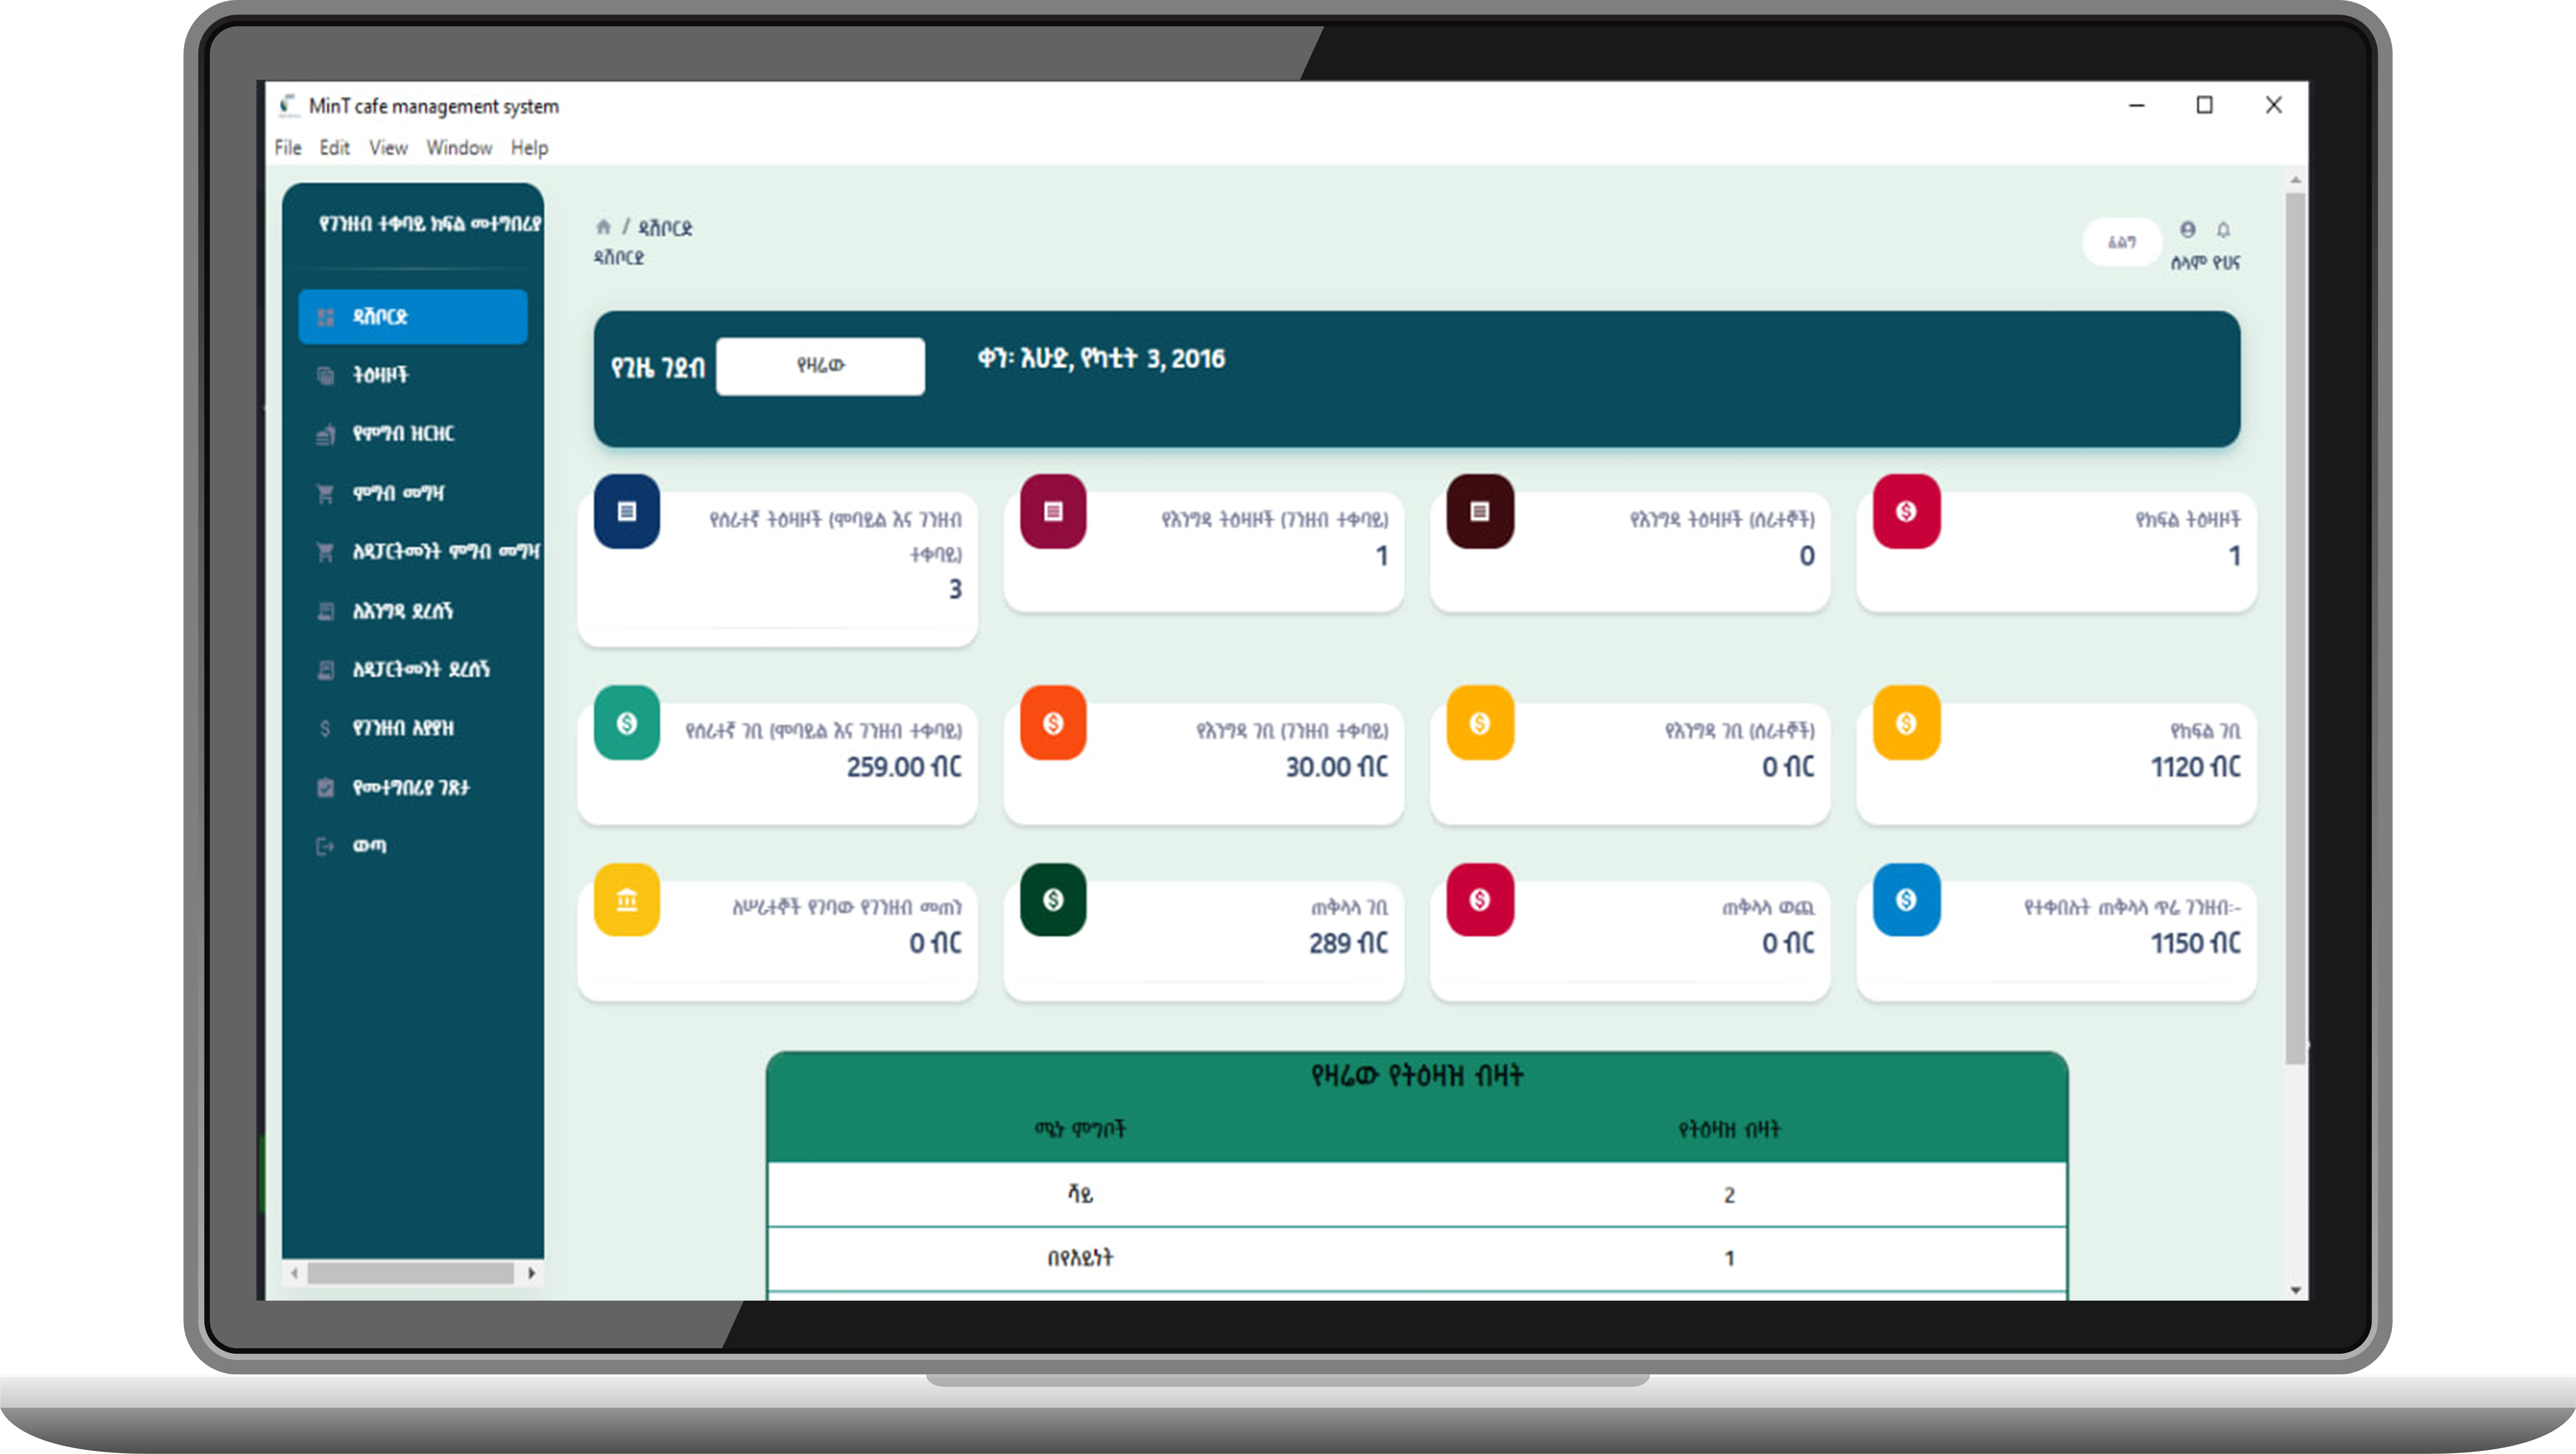 MinT cafe management system
File Edit View Window Help
የገንዘብ ተቀባይ ክፍል መተግበሪያ
ዳሽቦርድ
ትዕዛዞች
የምግብ ዝርዝር
ምግብ መግዣ
ለዲፓርትመንት ምግብ መግዣ
ለእንግዳ ደረሰኝ
ለዲፓርትመንት ደረሰኝ
የገንዘብ አያያዝ
የመተግበሪያ ገጽታ
ውጣ
/ ዳሽቦርድ
ዳሽቦርድ
ፈልግ
ሰላም ዮሀና
የጊዜ ገደብ
የዛሬው
ቀን፡ እሁድ, የካቲት 3, 2016
የሰራተኛ ትዕዛዞች (ሞባይል እና ገንዘብ
ተቀባይ)
3
የእንግዳ ትዕዛዞች (ገንዘብ ተቀባይ)
1
የእንግዳ ትዕዛዞች (ሰራተኞች)
0
የክፍል ትዕዛዞች
1
የሰራተኛ ገቢ (ሞባይል እና ገንዘብ ተቀባይ)
259.00 ብር
የእንግዳ ገቢ (ገንዘብ ተቀባይ)
30.00 ብር
የእንግዳ ገቢ (ሰራተኞች)
0 ብር
የክፍል ገቢ
1120 ብር
ለሠራተኞች የገባው የገንዘብ መጠን
0 ብር
ጠቅላላ ገቢ
289 ብር
ጠቅላላ ወጪ
0 ብር
የተቀበሉት ጠቅላላ ጥሬ ገንዘብ፡-
1150 ብር
የዛሬው የትዕዛዝ ብዛት
ሜኑ ምግቦች
የትዕዛዝ ብዛት
ሻይ
2
በየአይነት
1